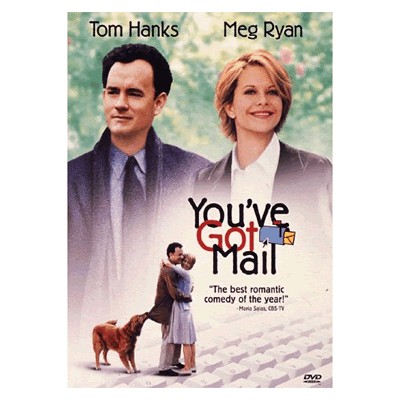 Tom Hanks Meg Ryan
You've
Got
Mail
"The best romantic
comedy of the year!"
- Maria Salas, CBS-TV
DVD